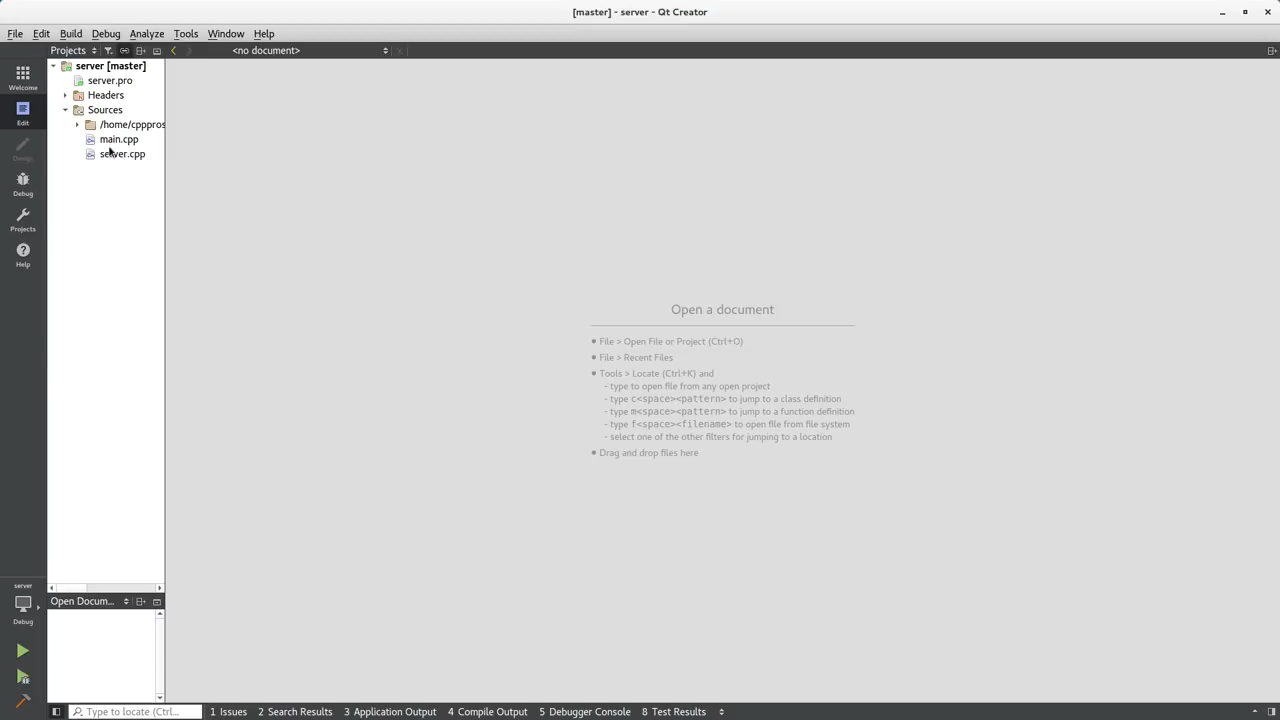 [master] - server - Qt Creator
File Edit Build Debug Analyze Tools Window Help
Projects
<no document>
server [master]
server.pro
Headers
Sources
/home/cpppros
main.cpp
server.cpp
Welcome
Edit
Design
Debug
Projects
Help
Open a document
File > Open File or Project (Ctrl+O)
File > Recent Files
Tools > Locate (Ctrl+K) and
- type to open file from any open project
- type c<space><pattern> to jump to a class definition
- type m<space><pattern> to jump to a function definition
- type f<space><filename> to open file from file system
- select one of the other filters for jumping to a location
Drag and drop files here
server
Debug
Open Docum...
Type to locate (Ctrl...
1 Issues 2 Search Results 3 Application Output 4 Compile Output 5 Debugger Console 8 Test Results